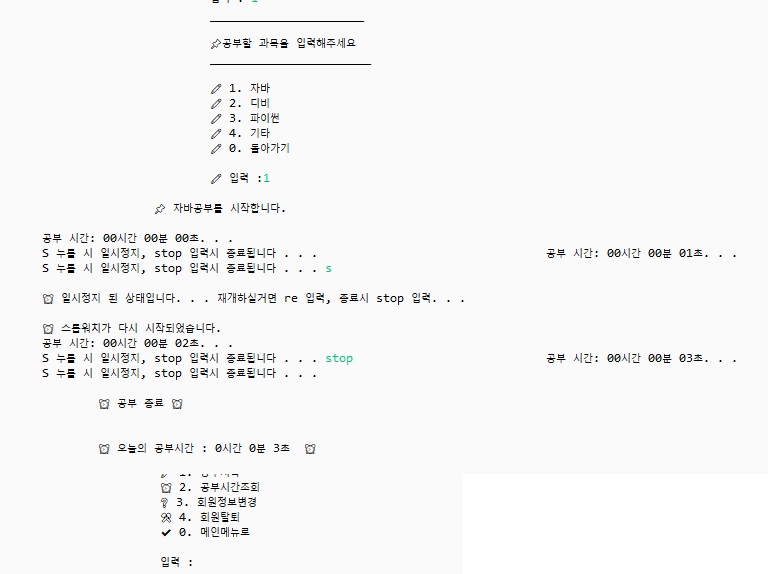 공부할 과목을 입력해주세요
1. 자바
2. 디비
3. 파이썬
4. 기타
0. 돌아가기
입력 :1
자바공부를 시작합니다.
공부 시간: 00시간 00분 00초. . .
S 누를 시 일시정지, stop 입력시 종료됩니다 . . . 공부 시간: 00시간 00분 01초. . .
S 누를 시 일시정지, stop 입력시 종료됩니다 . . . s
⏰ 일시정지 된 상태입니다. . . 재개하실거면 re 입력, 종료시 stop 입력. . .
⏰ 스톱워치가 다시 시작되었습니다.
공부 시간: 00시간 00분 02초. . .
S 누를 시 일시정지, stop 입력시 종료됩니다 . . . stop 공부 시간: 00시간 00분 03초. . .
S 누를 시 일시정지, stop 입력시 종료됩니다 . . .
⏰ 공부 종료 ⏰
⏰ 오늘의 공부시간 : 0시간 0분 3초 ⏰
⏰ 2. 공부시간조회
❔ 3. 회원정보변경
4. 회원탈퇴
✔ 0. 메인메뉴로
입력 :